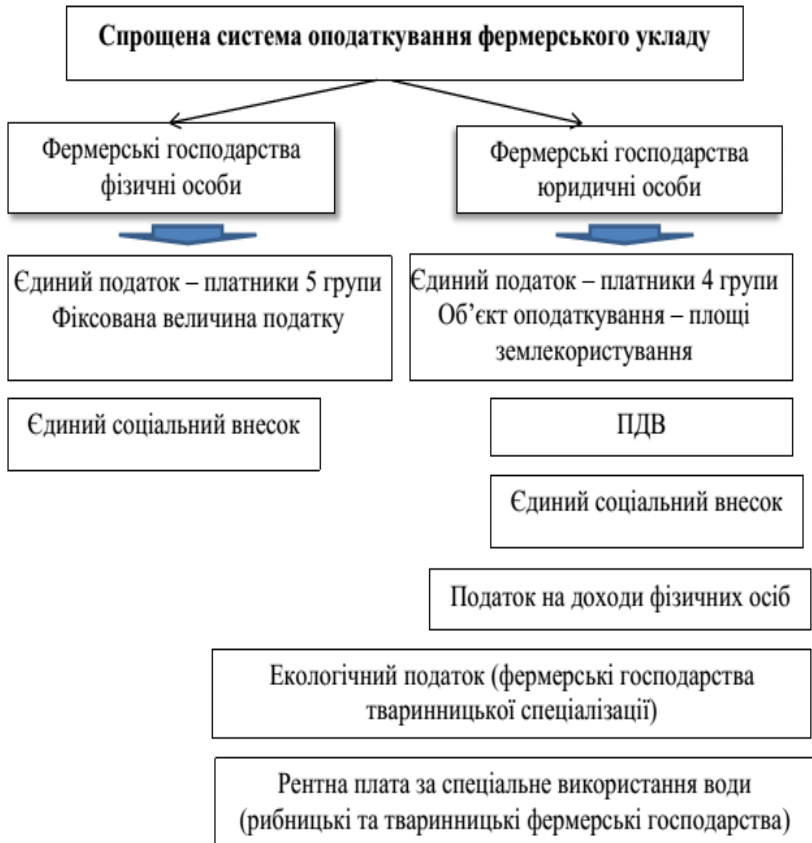 Спрощена система оподаткування фермерського укладу
Фермерські господарства
фізичні особи
Фермерські господарства
юридичні особи
Єдиний податок – платники 5 групи
Фіксована величина податку
Єдиний податок – платники 4 групи
Об’єкт оподаткування – площі
землекористування
Єдиний соціальний внесок
ПДВ
Єдиний соціальний внесок
Податок на доходи фізичних осіб
Екологічний податок (фермерські господарства
тваринницької спеціалізації)
Рентна плата за спеціальне використання води
(рибницькі та тваринницькі фермерські господарства)